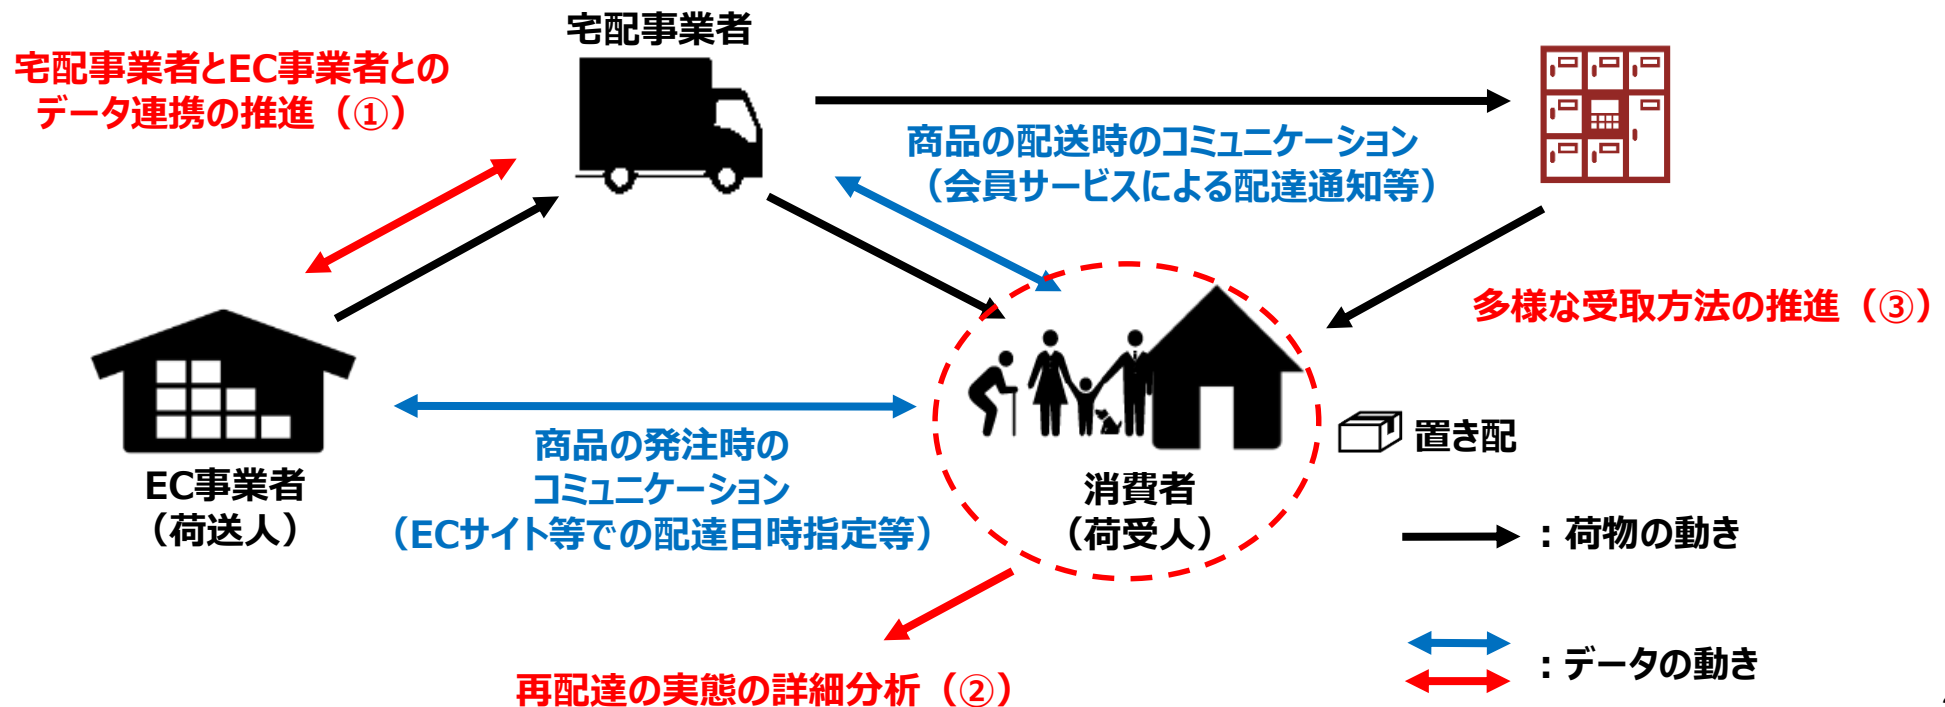 宅配事業者
宅配事業者とEC事業者との
データ連携の推進（①）
商品の配送時のコミュニケーション
（会員サービスによる配達通知等）
多様な受取方法の推進（③）
置き配
商品の発注時の
コミュニケーション
（ECサイト等での配達日時指定等）
EC事業者
（荷送人）
消費者
（荷受人）
：荷物の動き
：データの動き
再配達の実態の詳細分析（②）